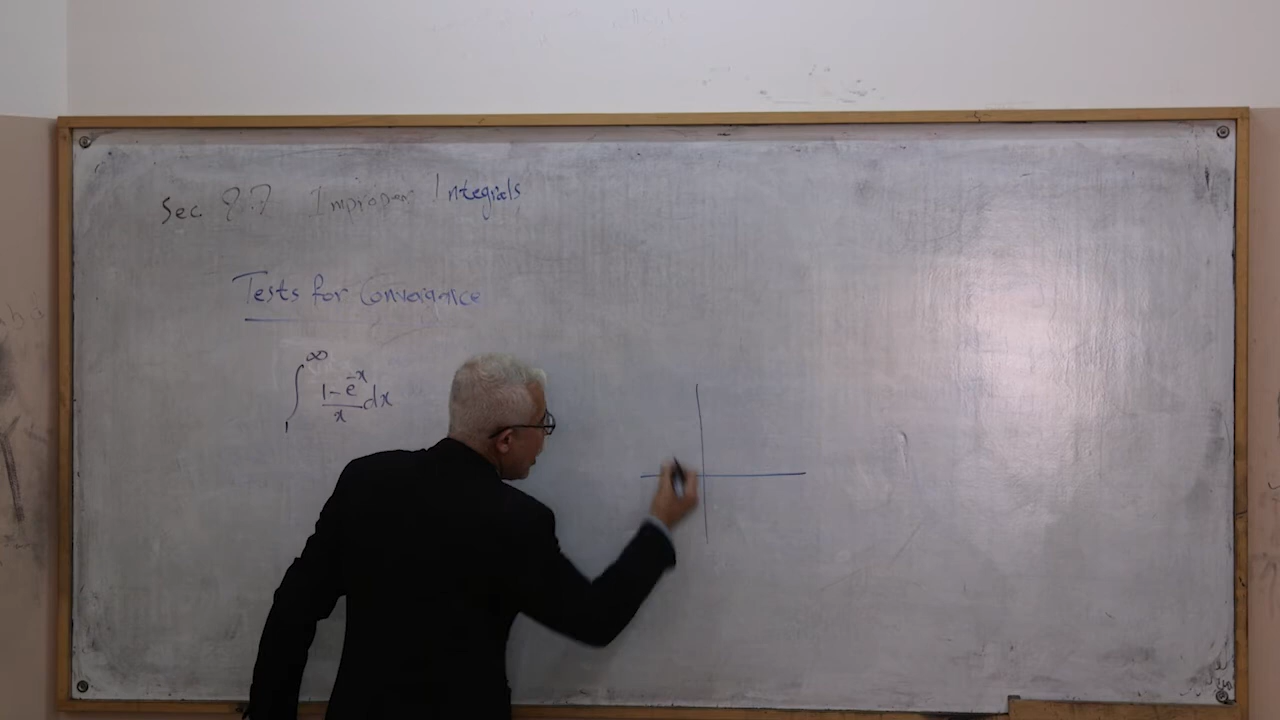 Sec. 8.7 Improper Integrals
Tests for Convergence
∫₁^∞ (1-e^-x)/x dx